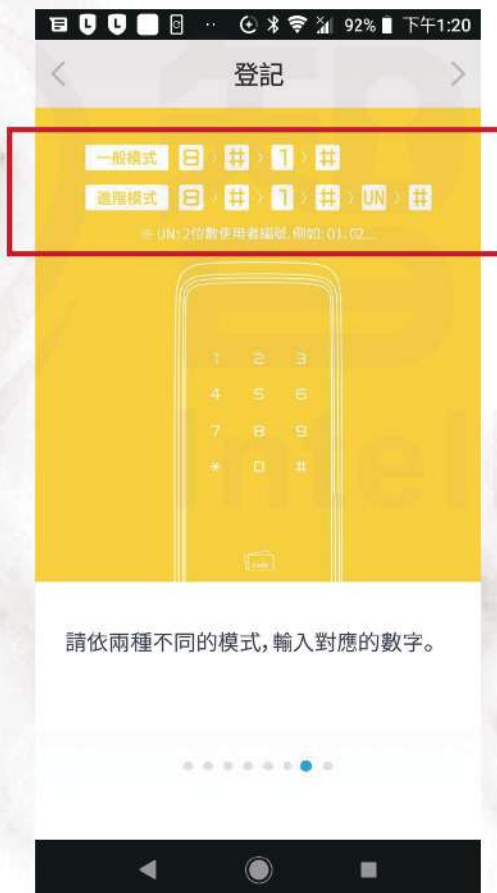 92% 下午1:20
登記
一般模式 8 > # > 1 > #
進階模式 8 > # > 1 > # > UN > #
※ UN: 2位數使用者編號. 例如: 01. 02...
1 2 3
4 5 6
7 8 9
* 0 #
請依兩種不同的模式，輸入對應的數字。